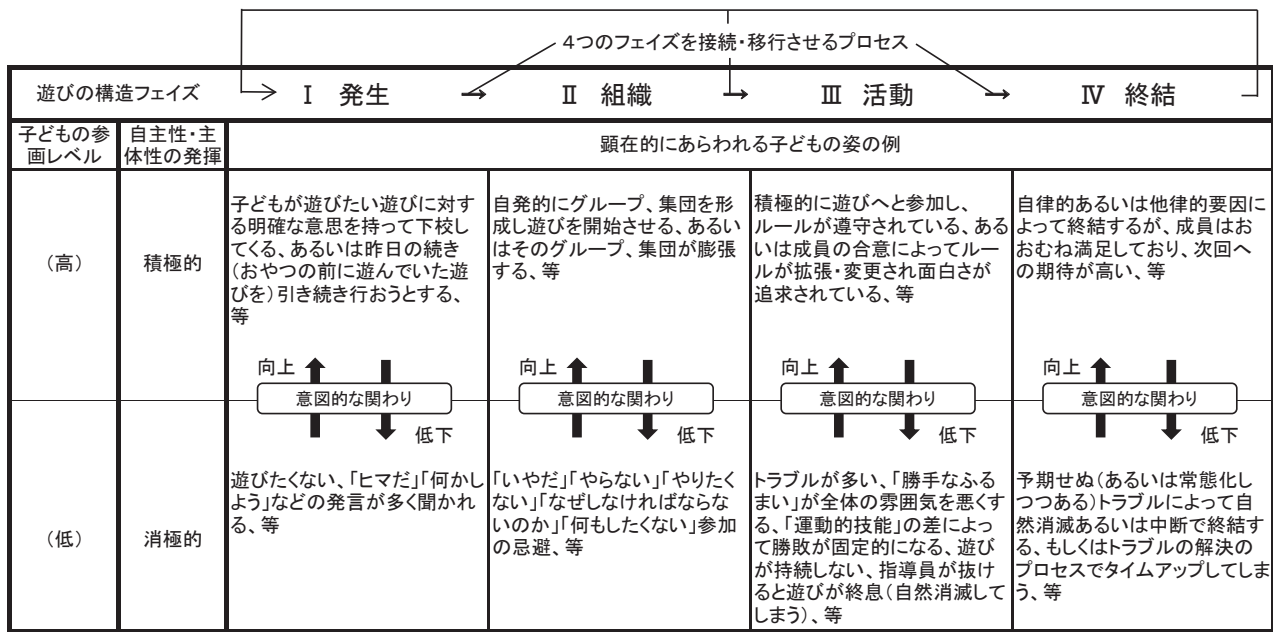 4つのフェイズを接続・移行させるプロセス
遊びの構造フェイズ
Ⅰ 発生
Ⅱ 組織
Ⅲ 活動
Ⅳ 終結
子どもの参
画レベル
自主性・主
体性の発揮
顕在的にあらわれる子どもの姿の例
(高)
積極的
子どもが遊びたい遊びに対す
る明確な意思を持って下校し
てくる、あるいは昨日の続き
(おやつの前に遊んでいた遊
びを)引き続き行おうとする、
等
自発的にグループ、集団を形
成し遊びを開始させる、あるい
はそのグループ、集団が膨張
する、等
積極的に遊びへと参加し、
ルールが遵守されている、ある
いは成員の合意によってルー
ルが拡張・変更され面白さが
追求されている、等
自律的あるいは他律的要因に
よって終結するが、成員はお
おむね満足しており、次回へ
の期待が高い、等
向上
意図的な関わり
低下
向上
意図的な関わり
低下
向上
意図的な関わり
低下
向上
意図的な関わり
低下
(低)
消極的
遊びたくない、「ヒマだ」「何かし
よう」などの発言が多く聞かれ
る、等
「いやだ」「やらない」「やりたく
ない」「なぜしなければならな
いのか」「何もしたくない」参加
の忌避、等
トラブルが多い、「勝手なふる
まい」が全体の雰囲気を悪くす
る、「運動的技能」の差によっ
て勝敗が固定的になる、遊び
が持続しない、指導員が抜け
ると遊びが終息(自然消滅して
しまう)、等
予期せぬ(あるいは常態化し
つつある)トラブルによって自
然消滅あるいは中断で終結す
る、もしくはトラブルの解決の
プロセスでタイムアップしてしま
う、等